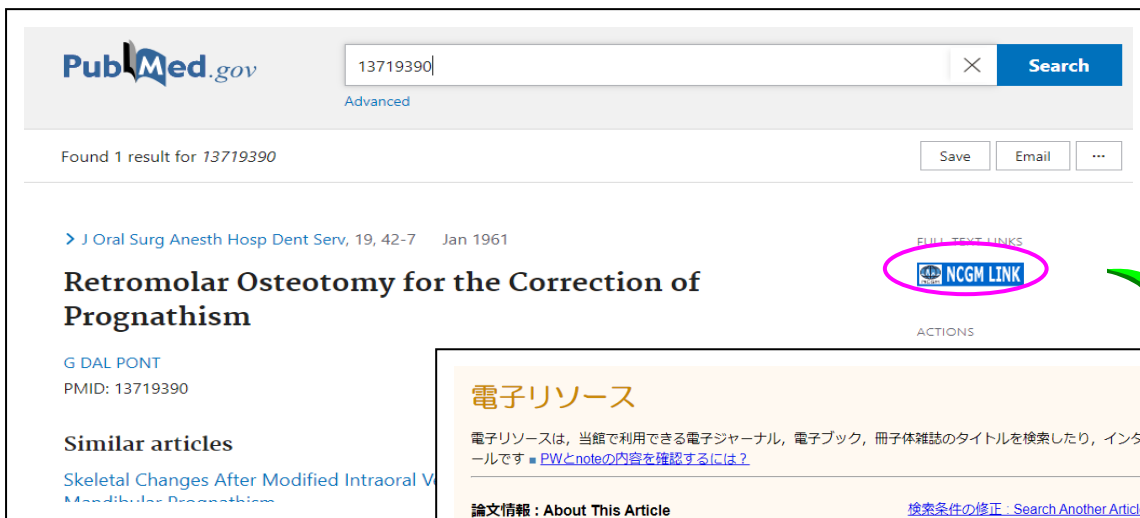 PubMed.gov
13719390
Search
Advanced
Found 1 result for 13719390
Save
Email
...
> J Oral Surg Anesth Hosp Dent Serv, 19, 42-7 Jan 1961
FULL TEXT LINKS
Retromolar Osteotomy for the Correction of
Prognathism
NCGM LINK
ACTIONS
G DAL PONT
PMID: 13719390
Similar articles
Skeletal Changes After Modified Intraoral
Mandibular Prognathism
電子リソース
電子リソースは，当館で利用できる電子ジャーナル，電子ブック，冊子体雑誌のタイトルを検索したり，インタ
ールです ■ PWとnoteの内容を確認するには？
論文情報 : About This Article
検索条件の修正 : Search Another Articl